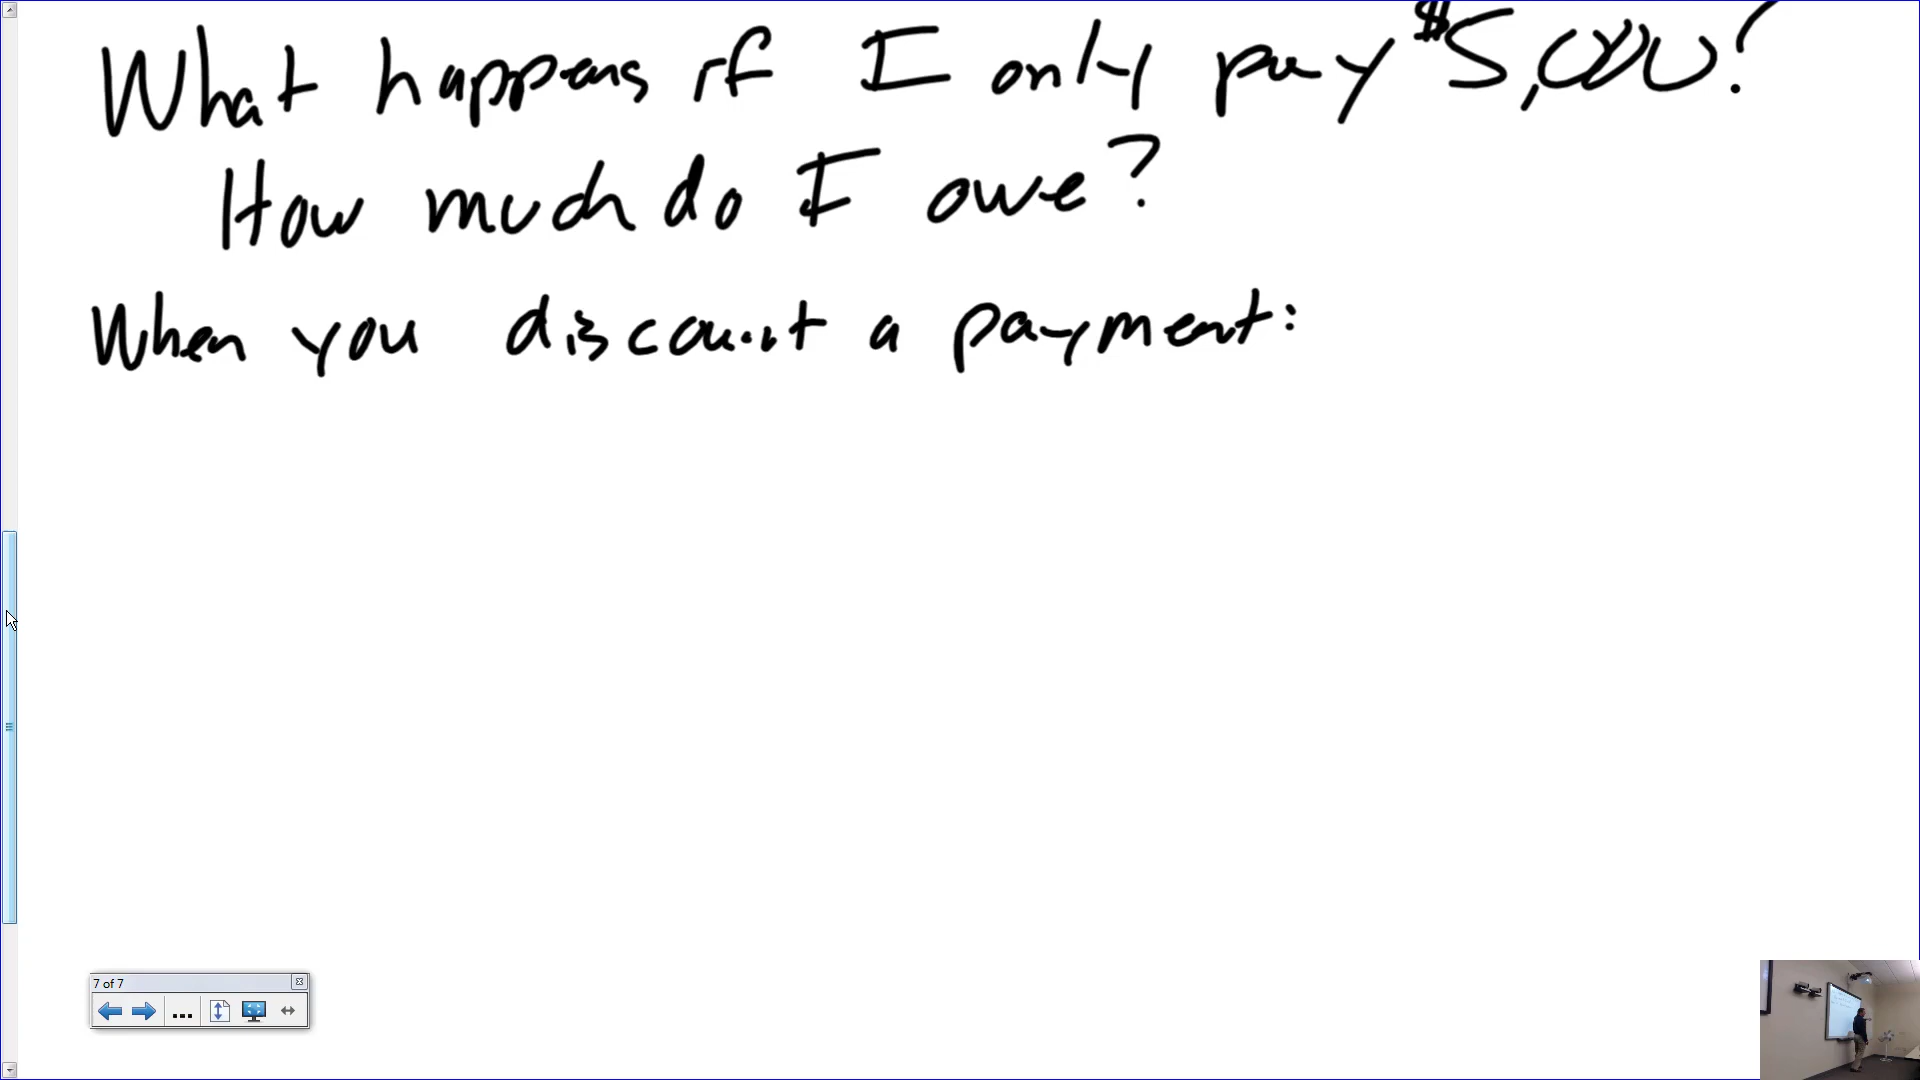 What happens if I only pay $5,000?
How much do I owe?
When you discount a payment:
7 of 7
...